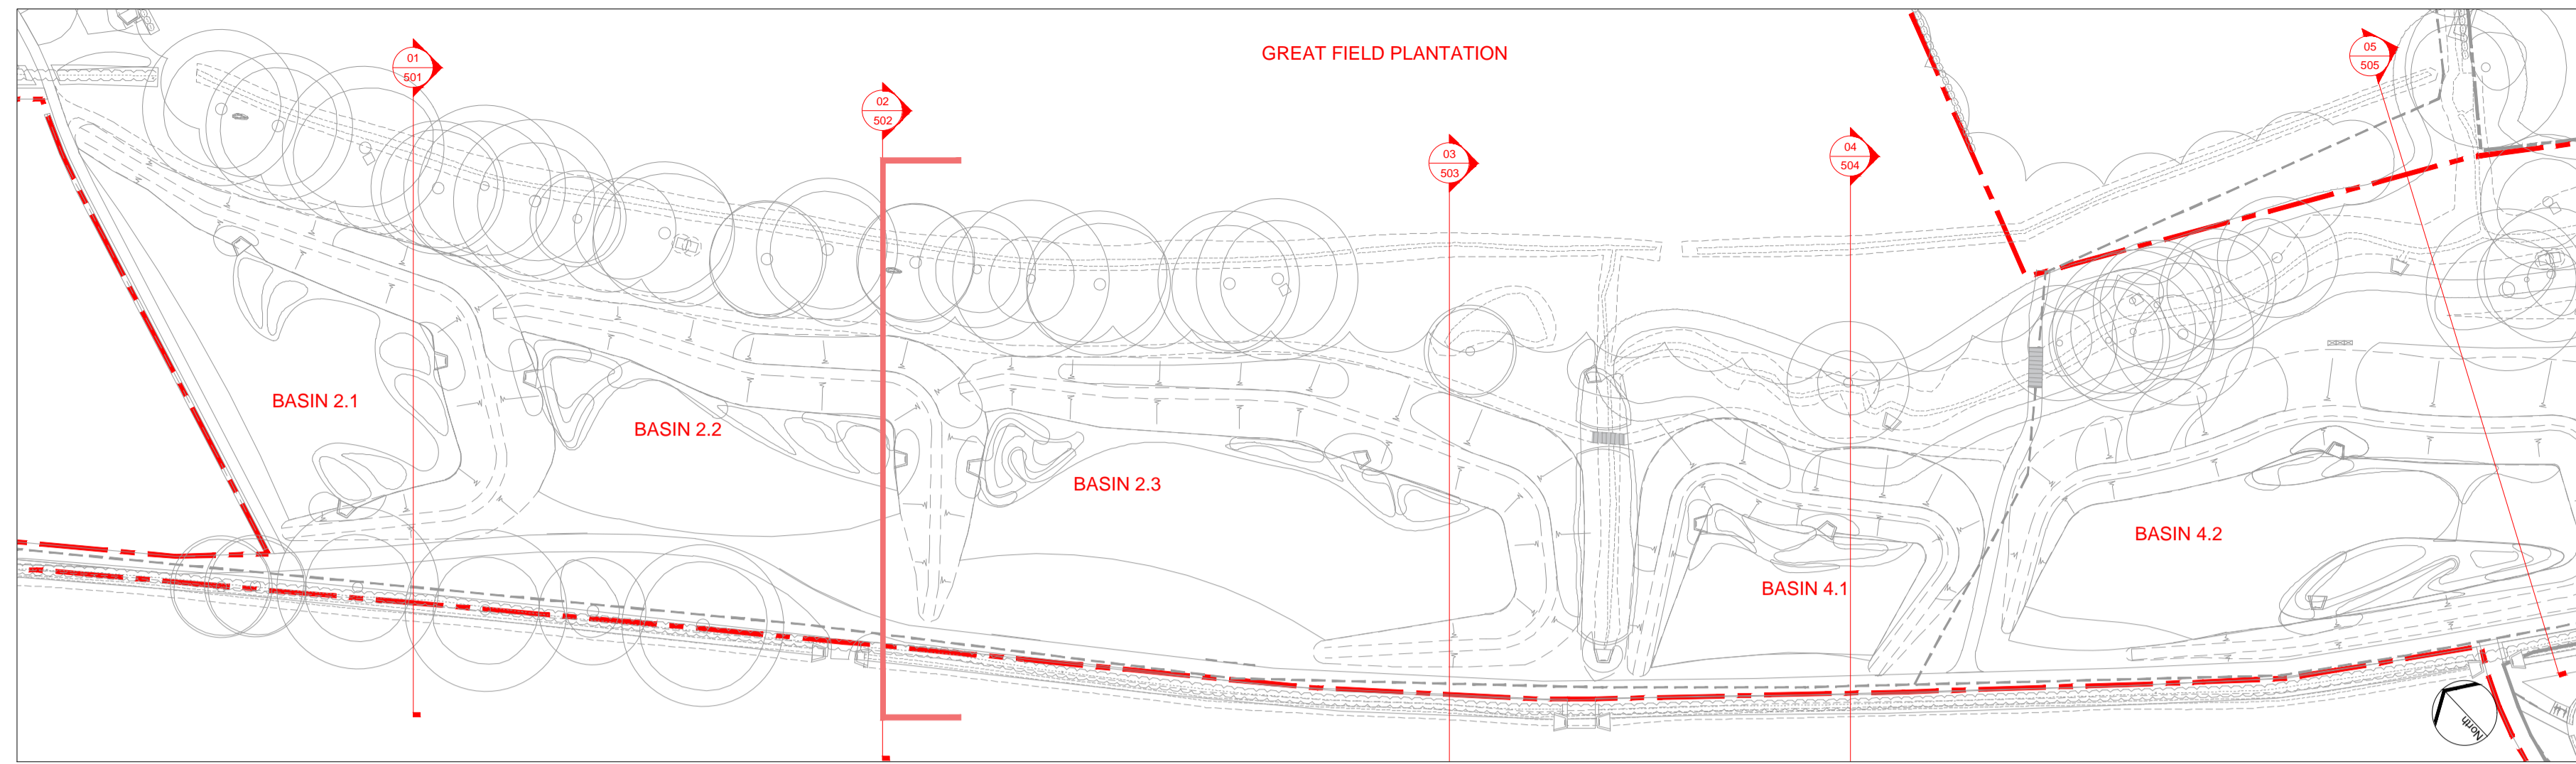 GREAT FIELD PLANTATION
01
501
02
502
03
503
04
504
05
505
BASIN 2.1
BASIN 2.2
BASIN 2.3
BASIN 4.1
BASIN 4.2
North